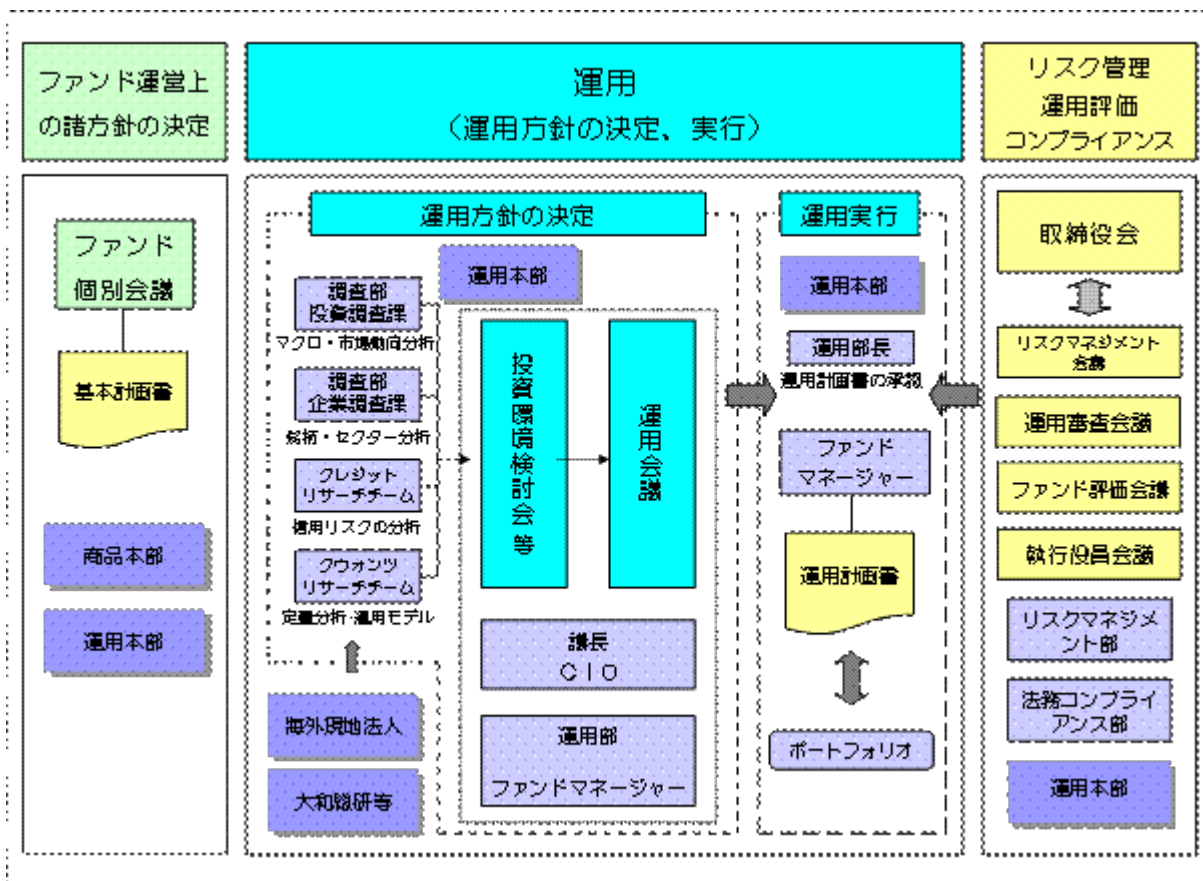 ファンド運営上
の諸方針の決定
運用
（運用方針の決定、実行）
リスク管理
運用評価
コンプライアンス
ファンド
個別会議
基本計画書
商品本部
運用本部
運用方針の決定
運用本部
調査部
投資調査課
マクロ・市場動向分析
調査部
企業調査課
銘柄・セクター分析
クレジット
リサーチチーム
信用リスクの分析
クウォンツ
リサーチチーム
定量分析・運用モデル
海外現地法人
大和総研等
投資環境検討会等
運用会議
議長
ＣＩＯ
運用部
ファンドマネージャー
運用実行
運用本部
運用部長
運用計画書の承認
ファンド
マネージャー
運用計画書
ポートフォリオ
取締役会
リスクマネジメント
会議
運用審査会議
ファンド評価会議
執行役員会議
リスクマネジメ
ント部
法務コンプライ
アンス部
運用本部